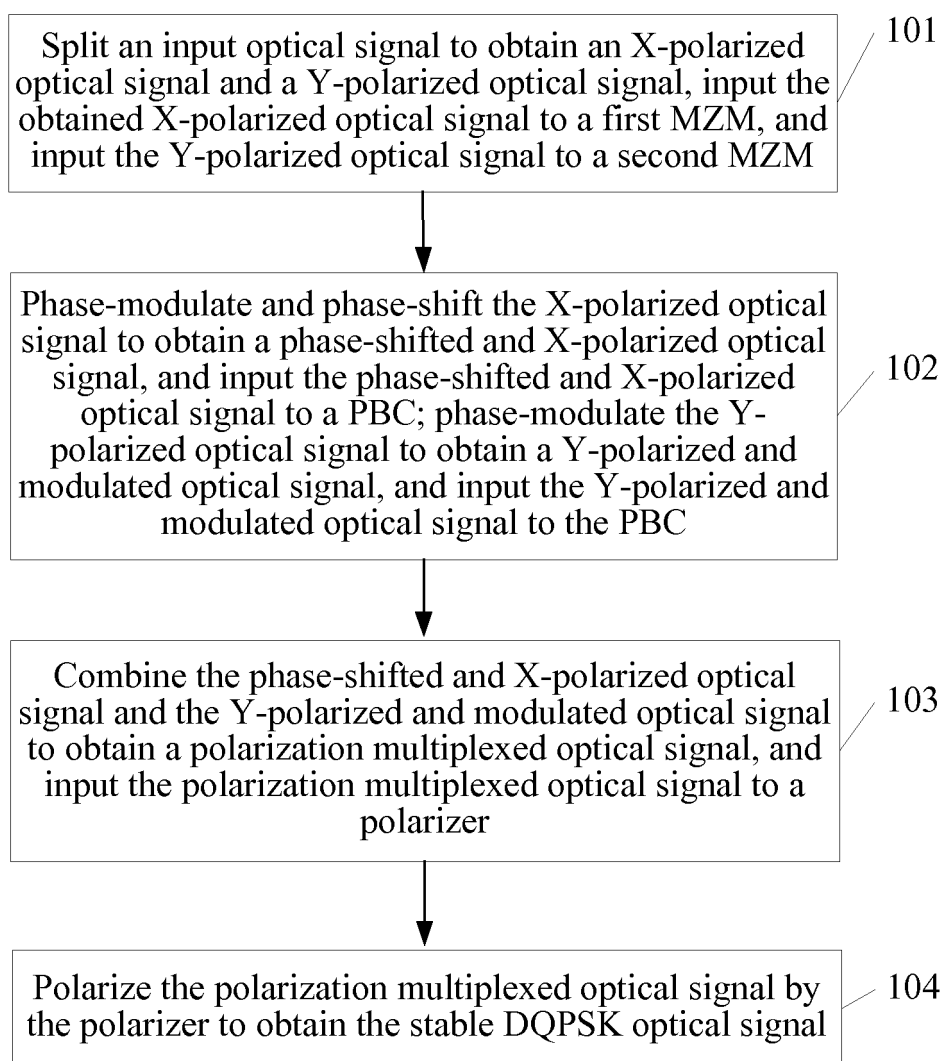 Split an input optical signal to obtain an X-polarized
optical signal and a Y-polarized optical signal, input the
obtained X-polarized optical signal to a first MZM, and
input the Y-polarized optical signal to a second MZM
101
Phase-modulate and phase-shift the X-polarized optical
signal to obtain a phase-shifted and X-polarized optical
signal, and input the phase-shifted and X-polarized
optical signal to a PBC; phase-modulate the Y-
polarized optical signal to obtain a Y-polarized and
modulated optical signal, and input the Y-polarized and
modulated optical signal to the PBC
102
Combine the phase-shifted and X-polarized optical
signal and the Y-polarized and modulated optical signal
to obtain a polarization multiplexed optical signal, and
input the polarization multiplexed optical signal to a
polarizer
103
Polarize the polarization multiplexed optical signal by
the polarizer to obtain the stable DQPSK optical signal
104